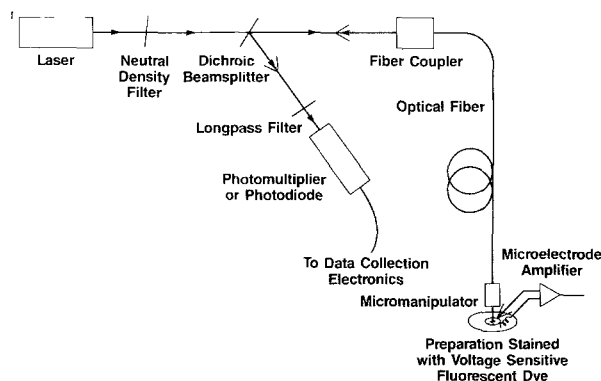 Laser
Neutral
Density
Filter
Dichroic
Beamsplitter
Fiber Coupler
Optical Fiber
Longpass Filter
Photomultiplier
or Photodiode
To Data Collection
Electronics
Microelectrode
Amplifier
Micromanipulator
Preparation Stained
with Voltage Sensitive
Fluorescent Dye